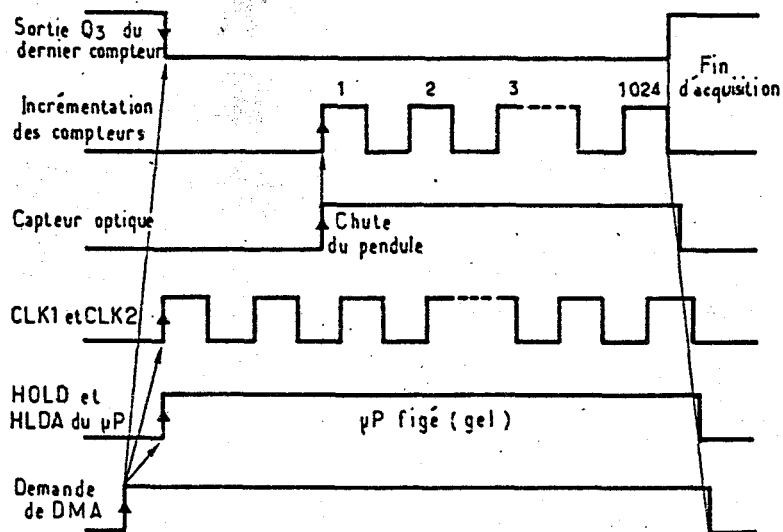 Sortie Q3 du
dernier compteur
Fin
d'acquisition
1 2 3 1024
Incrémentation
des compteurs
Capteur optique
Chute
du pendule
CLK1 et CLK2
HOLD et
HLDA du µP
µP figé (gel)
Demande
de DMA